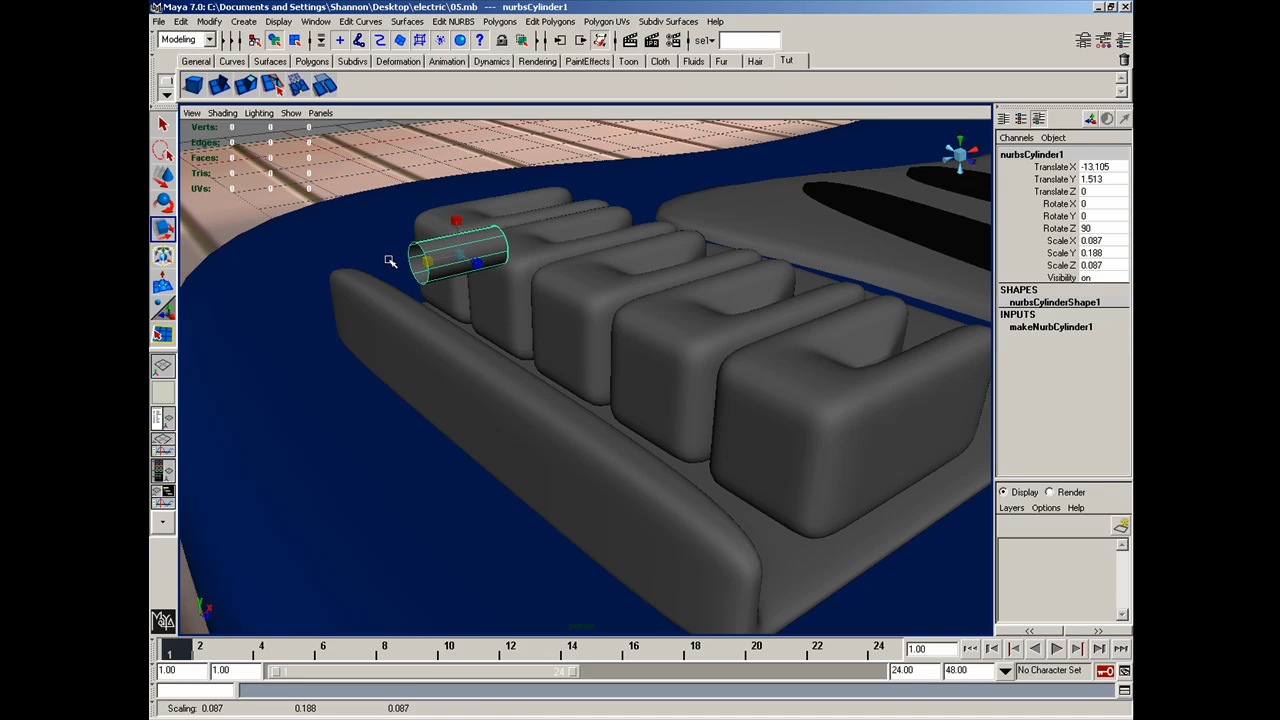 Maya 7.0: C:\Documents and Settings\Shannon\Desktop\electric\05.mb --- nurbsCylinder1
File Edit Modify Create Display Window Edit Curves Surfaces Edit NURBS Polygons Edit Polygons Polygon UVs Subdiv Surfaces Help
Modeling sel
General Curves Surfaces Polygons Subdivs Deformation Animation Dynamics Rendering PaintEffects Toon Cloth Fluids Fur Hair Tut
View Shading Lighting Show Panels
Verts: 0 0 0
Edges: 0 0 0
Faces: 0 0 0
Tris: 0 0 0
UVs: 0 0 0
persp
Channels Object
nurbsCylinder1
Translate X -13.105
Translate Y 1.513
Translate Z 0
Rotate X 0
Rotate Y 0
Rotate Z 90
Scale X 0.087
Scale Y 0.188
Scale Z 0.087
Visibility on
SHAPES
nurbsCylinderShape1
INPUTS
makeNurbCylinder1
Display Render
Layers Options Help
1 2 4 6 8 10 12 14 16 18 20 22 24 1.00
1.00 1.00 1 24 24.00 48.00 No Character Set
Scaling: 0.087 0.188 0.087